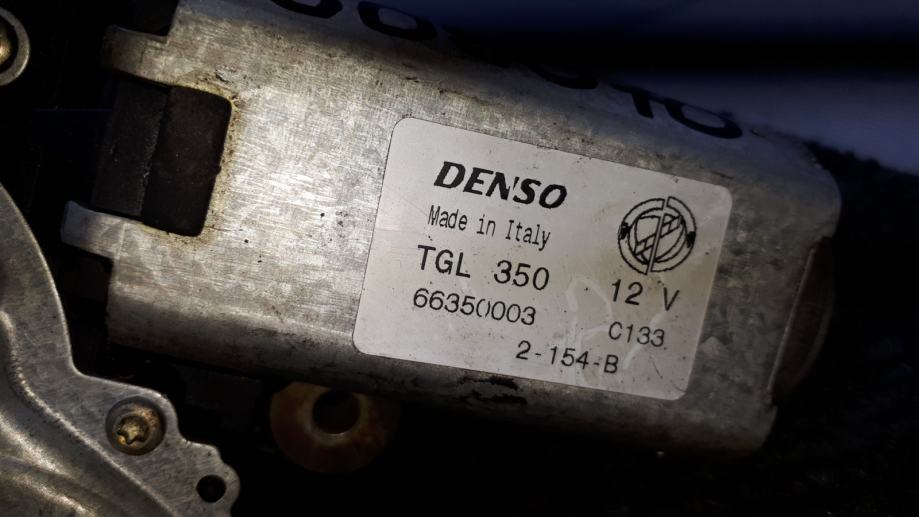 DENSO
Made in Italy
TGL 350
12 V
66350003
C133
2-154-B